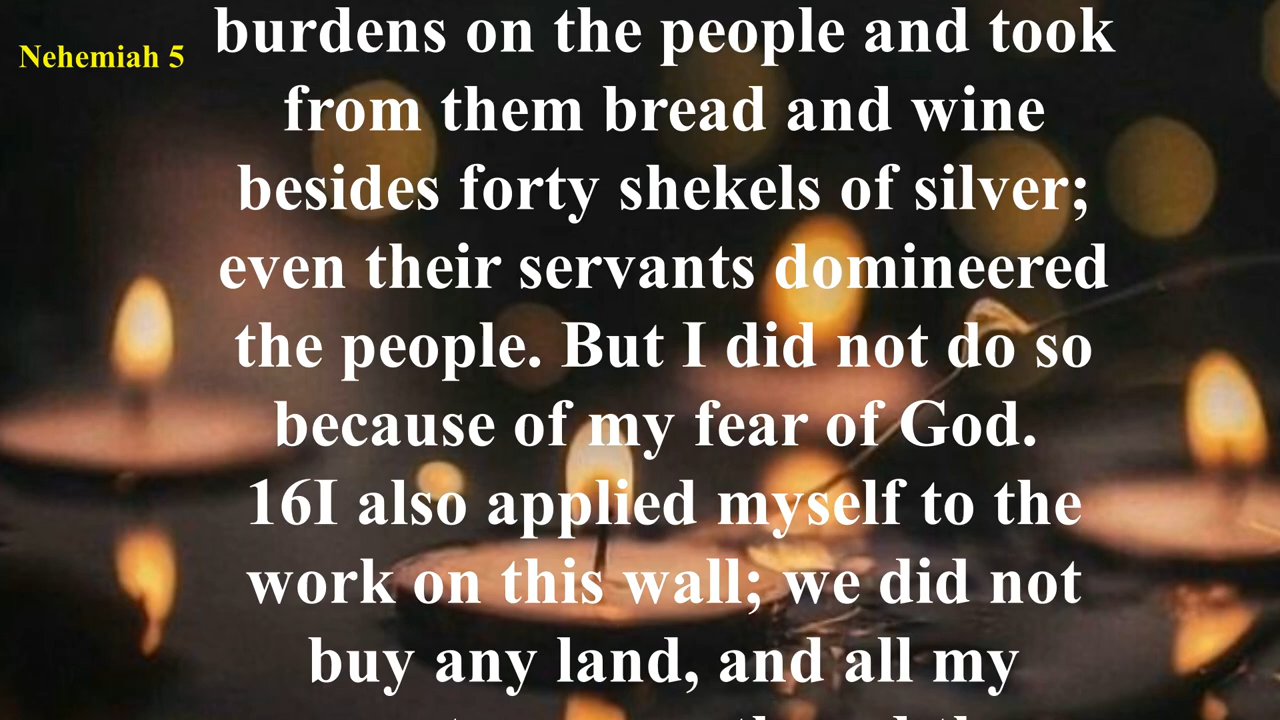 Nehemiah 5
burdens on the people and took
from them bread and wine
besides forty shekels of silver;
even their servants domineered
the people. But I did not do so
because of my fear of God.
16I also applied myself to the
work on this wall; we did not
buy any land, and all my